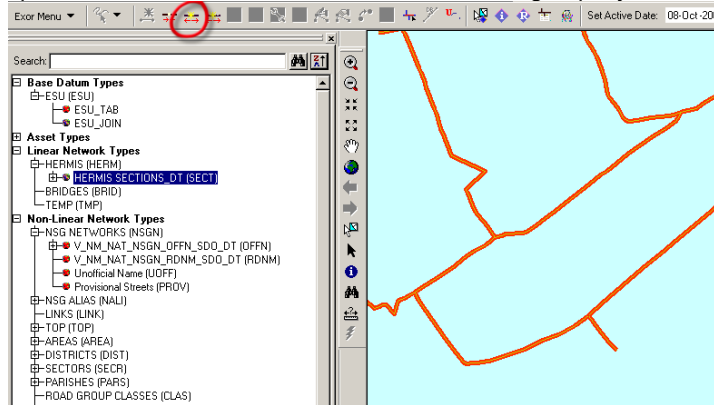 Exor Menu
Set Active Date: 08-Oct-20
Search:
Base Datum Types
ESU (ESU)
ESU_TAB
ESU_JOIN
Asset Types
Linear Network Types
HERMIS (HERM)
HERMIS SECTIONS_DT (SECT)
BRIDGES (BRID)
TEMP (TMP)
Non-Linear Network Types
NSG NETWORKS (NSGN)
V_NM_NAT_NSGN_OFFN_SDO_DT (OFFN)
V_NM_NAT_NSGN_RDNM_SDO_DT (RDNM)
Unofficial Name (UOFF)
Provisional Streets (PROV)
NSG ALIAS (NALI)
LINKS (LINK)
TOP (TOP)
AREAS (AREA)
DISTRICTS (DIST)
SECTORS (SECR)
PARISHES (PARS)
ROAD GROUP CLASSES (CLAS)